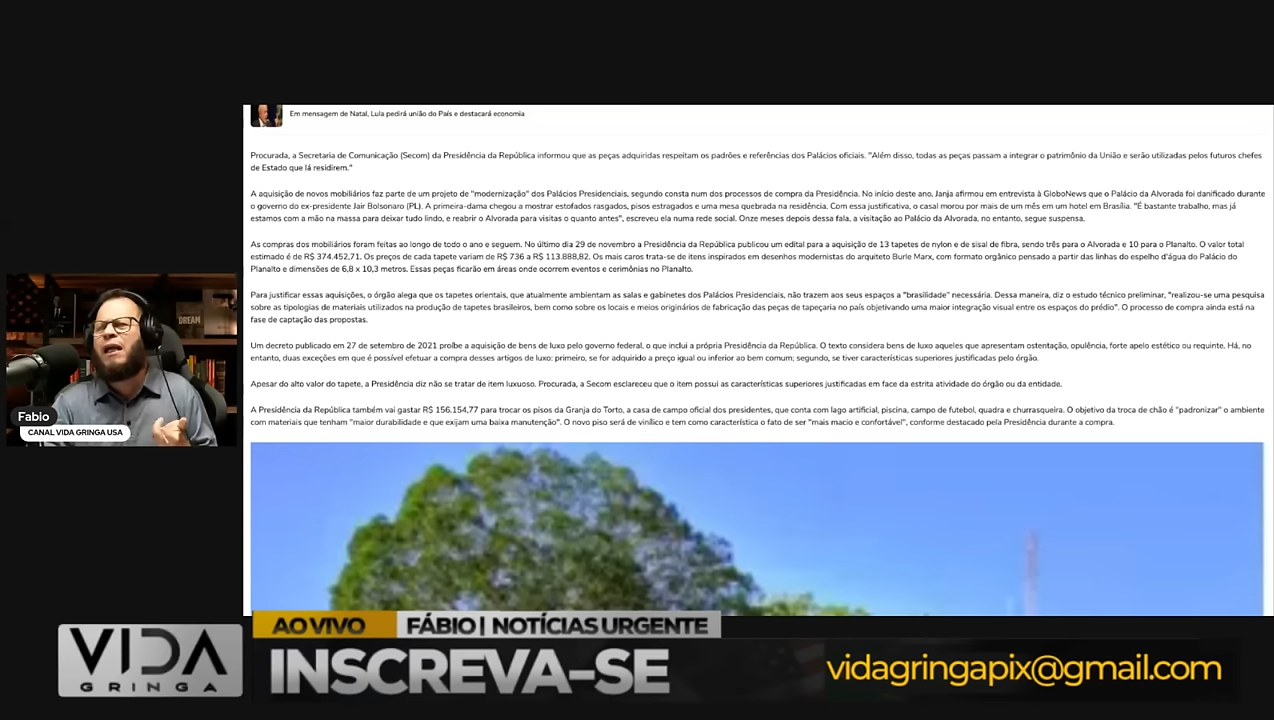 Em mensagem de Natal, Lula pedirá união do País e destacará economia
Procurada, a Secretaria de Comunicação (Secom) da Presidência da República informou que as peças adquiridas respeitam os padrões e referências dos Palácios oficiais. "Além disso, todas as peças passam a integrar o patrimônio da União e serão utilizadas pelos futuros chefes
de Estado que lá residirem."
A aquisição de novos mobiliários faz parte de um projeto de "modernização" dos Palácios Presidenciais, segundo consta num dos processos de compra da Presidência. No início deste ano, Janja afirmou em entrevista à GloboNews que o Palácio da Alvorada foi danificado durante
o governo do ex-presidente Jair Bolsonaro (PL). A primeira-dama chegou a mostrar estofados rasgados, pisos estragados e uma mesa quebrada na residência. Com essa justificativa, o casal morou por mais de um mês em um hotel em Brasília. "É bastante trabalho, mas já
estamos com a mão na massa para deixar tudo lindo, e reabrir o Alvorada para visitas o quanto antes", escreveu ela numa rede social. Onze meses depois dessa fala, a visitação ao Palácio da Alvorada, no entanto, segue suspensa.
As compras dos mobiliários foram feitas ao longo de todo o ano e seguem. No último dia 29 de novembro a Presidência da República publicou um edital para a aquisição de 13 tapetes de nylon e de sisal de fibra, sendo três para o Alvorada e 10 para o Planalto. O valor total
estimado é de R$ 374.452,71. Os preços de cada tapete variam de R$ 736 a R$ 113.888,82. Os mais caros trata-se de itens inspirados em desenhos modernistas do arquiteto Burle Marx, com formato orgânico pensado a partir das linhas do espelho d'água do Palácio do
Planalto e dimensões de 6,8 x 10,3 metros. Essas peças ficarão em áreas onde ocorrem eventos e cerimônias no Planalto.
Para justificar essas aquisições, o órgão alega que os tapetes orientais, que atualmente ambientam as salas e gabinetes dos Palácios Presidenciais, não trazem aos seus espaços a "brasilidade" necessária. Dessa maneira, diz o estudo técnico preliminar, "realizou-se uma pesquisa
sobre as tipologias de materiais utilizados na produção de tapetes brasileiros, bem como sobre os locais e meios originários de fabricação das peças de tapeçaria no país objetivando uma maior integração visual entre os espaços do prédio". O processo de compra ainda está na
fase de captação das propostas.
Um decreto publicado em 27 de setembro de 2021 proíbe a aquisição de bens de luxo pelo governo federal, o que inclui a própria Presidência da República. O texto considera bens de luxo aqueles que apresentam ostentação, opulência, forte apelo estético ou requinte. Há, no
entanto, duas exceções em que é possível efetuar a compra desses artigos de luxo: primeiro, se for adquirido a preço igual ou inferior ao bem comum; segundo, se tiver características superiores justificadas pelo órgão.
Apesar do alto valor do tapete, a Presidência diz não se tratar de item luxuoso. Procurada, a Secom esclareceu que o item possui as características superiores justificadas em face da estrita atividade do órgão ou da entidade.
A Presidência da República também vai gastar R$ 156.154,77 para trocar os pisos da Granja do Torto, a casa de campo oficial dos presidentes, que conta com lago artificial, piscina, campo de futebol, quadra e churrasqueira. O objetivo da troca de chão é "padronizar" o ambiente
com materiais que tenham "maior durabilidade e que exijam uma baixa manutenção". O novo piso será de vinílico e tem como característica o fato de ser "mais macio e confortável", conforme destacado pela Presidência durante a compra.
DREAM
Fabio
CANAL VIDA GRINGA USA
AO VIVO
FÁBIO | NOTÍCIAS URGENTE
VIDA
GRINGA
INSCREVA-SE
vidagringapix@gmail.com